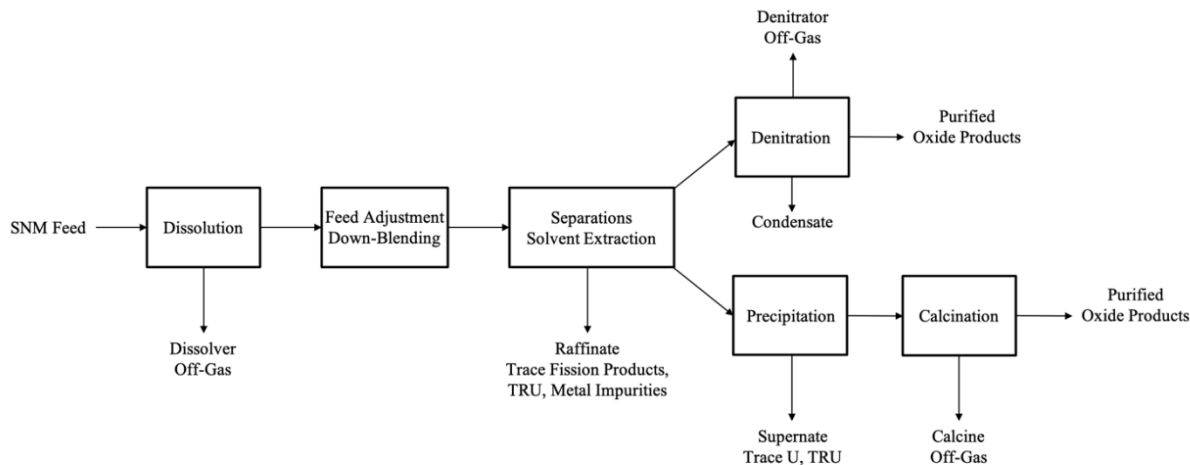 SNM Feed
Dissolution
Dissolver
Off-Gas
Feed Adjustment
Down-Blending
Separations
Solvent Extraction
Raffinate
Trace Fission Products,
TRU, Metal Impurities
Denitrator
Off-Gas
Denitration
Purified
Oxide Products
Condensate
Precipitation
Supernate
Trace U, TRU
Calcination
Calcine
Off-Gas
Purified
Oxide Products